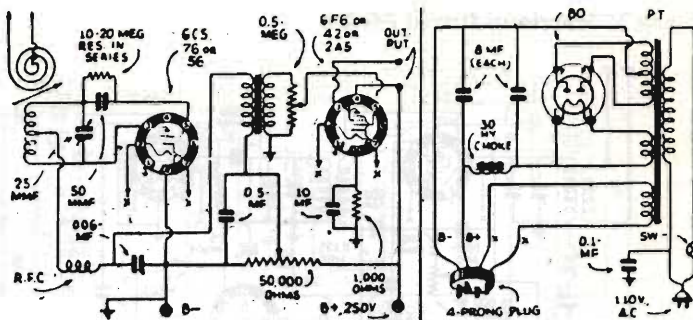 10-20 MEG
RES. IN
SERIES
6C5,
76 or
56
0.5-
MEG
6F6 or
42 or
2A5
OUT
PUT
25
MMF
50
MMF
.006-
MF
R.F.C
0.5-
MF
10
MF
50,000
OHMS
1,000
OHMS
B-
B+, 250V
80
PT
8 MF
(EACH)
30
HY
CHOKE
B-
B+
X
X
X
X
X
X
4-PRONG PLUG
0.1-
MF
SW-
110V.
A.C